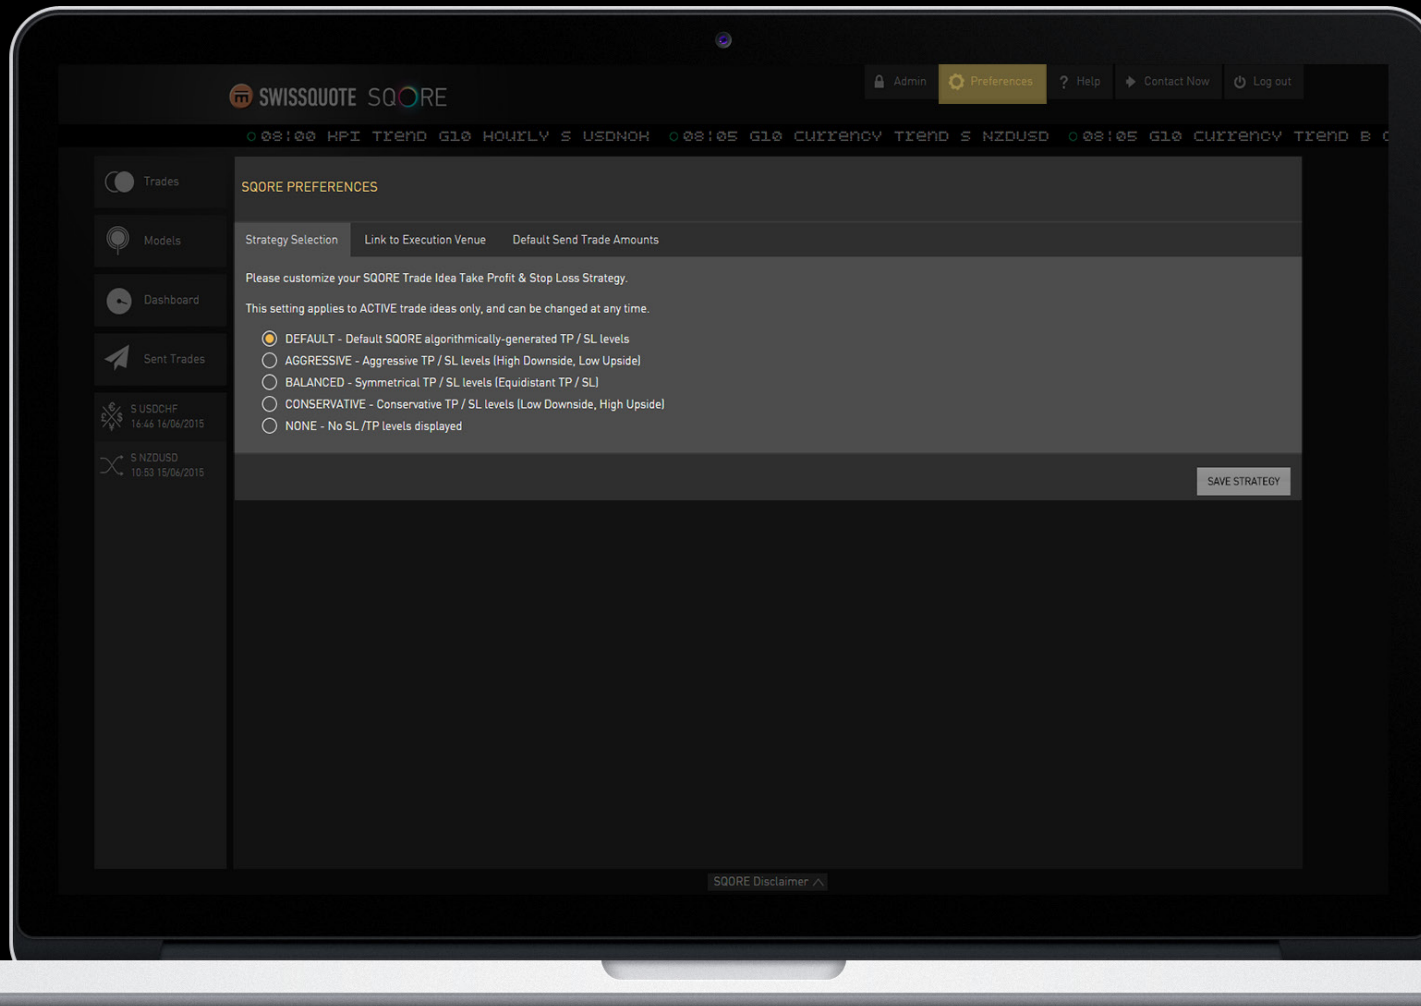 Admin
Preferences
? Help
Contact Now
Log out
SWISSQUOTE SQORE
08:00 KPI Trend G10 Hourly S USDNOK 08:05 G10 Currency Trend S NZDUSD 08:05 G10 Currency Trend B
Trades
Models
Dashboard
Sent Trades
S USDCHF
16:46 16/06/2015
S NZDUSD
10:53 15/06/2015
SQORE PREFERENCES
Strategy Selection
Link to Execution Venue
Default Send Trade Amounts
Please customize your SQORE Trade Idea Take Profit & Stop Loss Strategy.
This setting applies to ACTIVE trade ideas only, and can be changed at any time.
DEFAULT - Default SQORE algorithmically-generated TP / SL levels
AGGRESSIVE - Aggressive TP / SL levels (High Downside, Low Upside)
BALANCED - Symmetrical TP / SL levels (Equidistant TP / SL)
CONSERVATIVE - Conservative TP / SL levels (Low Downside, High Upside)
NONE - No SL /TP levels displayed
SAVE STRATEGY
SQORE Disclaimer